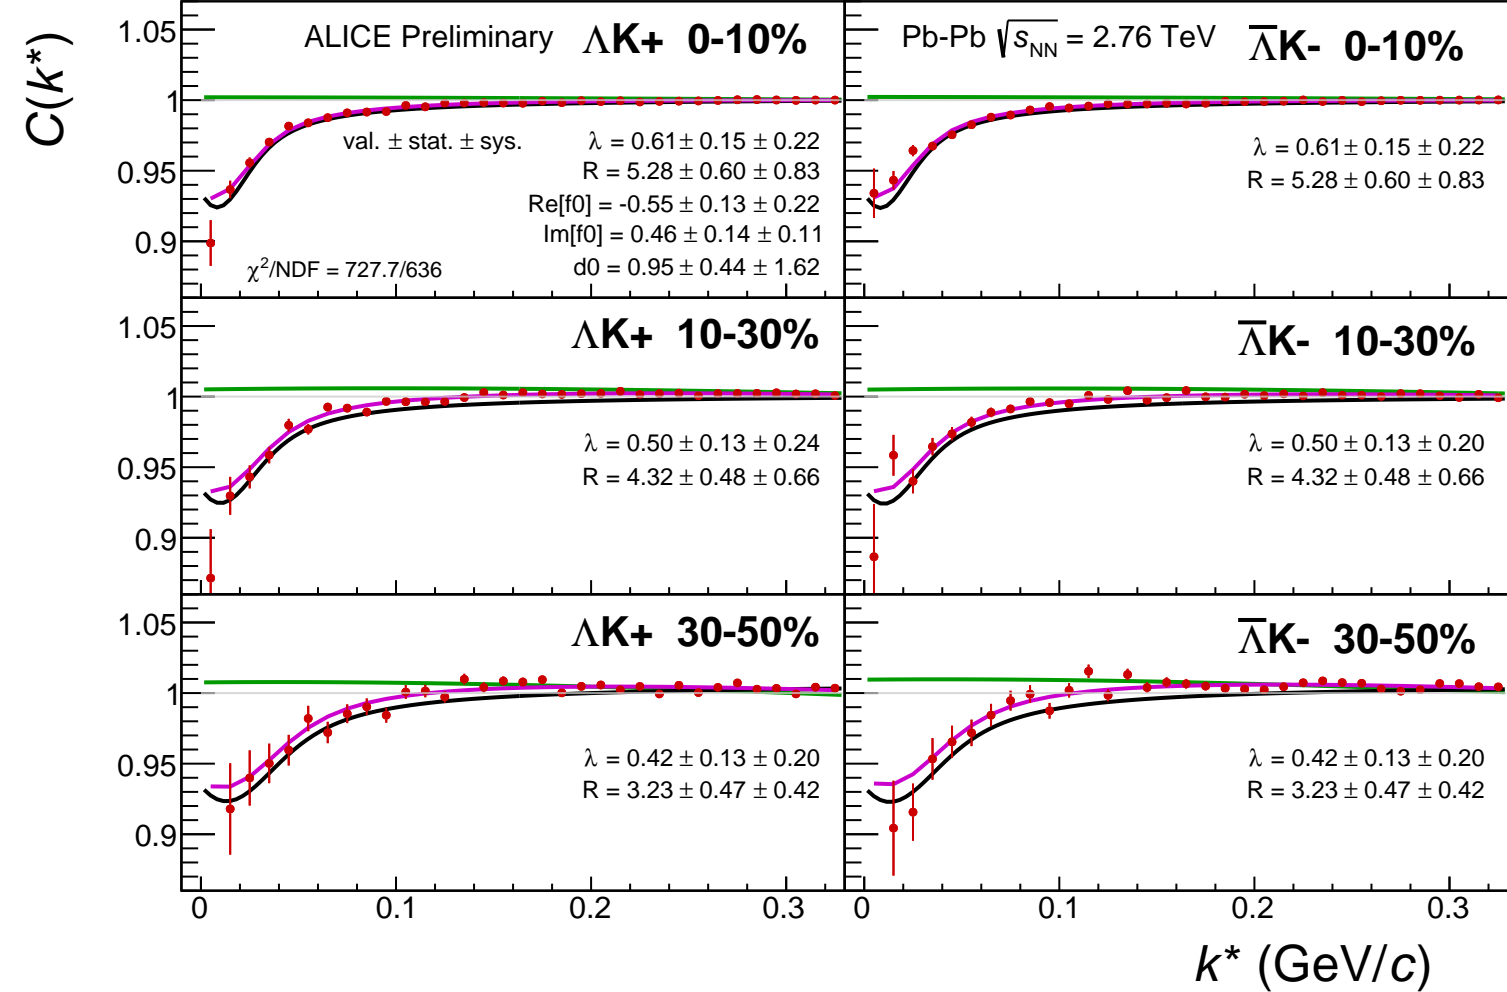 C(k*)
ALICE Preliminary ΛK+ 0-10%
1.05
1
0.95
0.9
val. ± stat. ± sys.
λ = 0.61± 0.15 ± 0.22
R = 5.28 ± 0.60 ± 0.83
Re[f0] = -0.55 ± 0.13 ± 0.22
Im[f0] = 0.46 ± 0.14 ± 0.11
d0 = 0.95 ± 0.44 ± 1.62
χ²/NDF = 727.7/636
Pb-Pb √s_NN = 2.76 TeV Λ̅K- 0-10%
λ = 0.61± 0.15 ± 0.22
R = 5.28 ± 0.60 ± 0.83
ΛK+ 10-30%
1.05
1
0.95
0.9
λ = 0.50 ± 0.13 ± 0.24
R = 4.32 ± 0.48 ± 0.66
Λ̅K- 10-30%
λ = 0.50 ± 0.13 ± 0.20
R = 4.32 ± 0.48 ± 0.66
ΛK+ 30-50%
1.05
1
0.95
0.9
λ = 0.42 ± 0.13 ± 0.20
R = 3.23 ± 0.47 ± 0.42
Λ̅K- 30-50%
λ = 0.42 ± 0.13 ± 0.20
R = 3.23 ± 0.47 ± 0.42
0 0.1 0.2 0.3
0 0.1 0.2 0.3
k* (GeV/c)